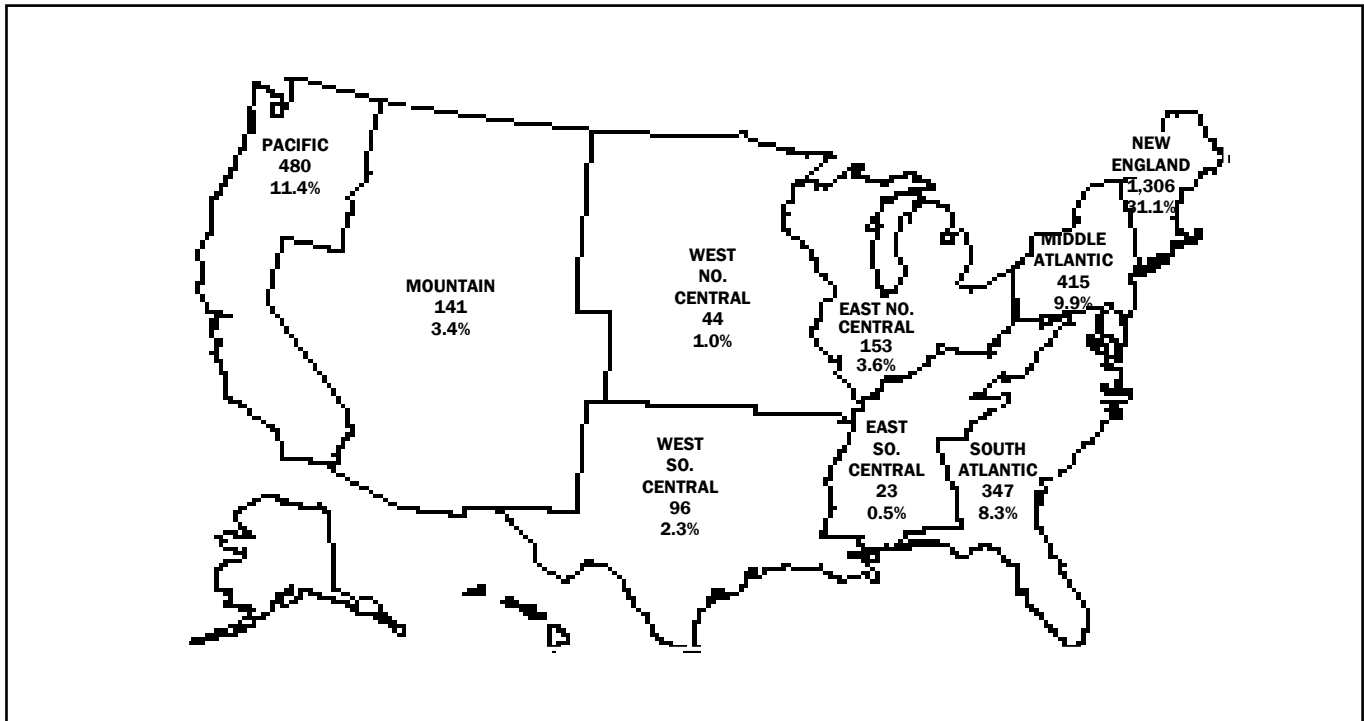 PACIFIC
480
11.4%
MOUNTAIN
141
3.4%
WEST
NO.
CENTRAL
44
1.0%
WEST
SO.
CENTRAL
96
2.3%
EAST NO.
CENTRAL
153
3.6%
EAST
SO.
CENTRAL
23
0.5%
SOUTH
ATLANTIC
347
8.3%
MIDDLE
ATLANTIC
415
9.9%
NEW
ENGLAND
1,306
31.1%